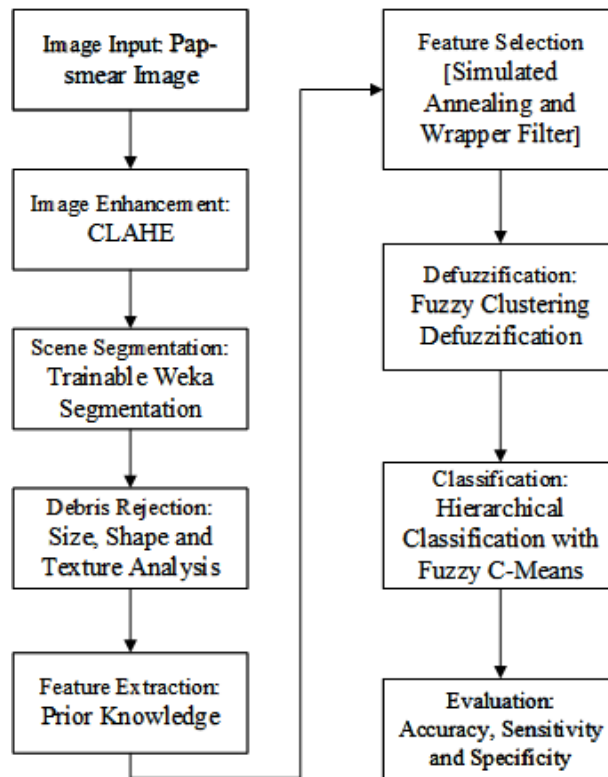 Image Input: Pap-
smear Image
Image Enhancement:
CLAHE
Scene Segmentation:
Trainable Weka
Segmentation
Debris Rejection:
Size, Shape and
Texture Analysis
Feature Extraction:
Prior Knowledge
Feature Selection
[Simulated
Annealing and
Wrapper Filter]
Defuzzification:
Fuzzy Clustering
Defuzzification
Classification:
Hierarchical
Classification with
Fuzzy C-Means
Evaluation:
Accuracy, Sensitivity
and Specificity